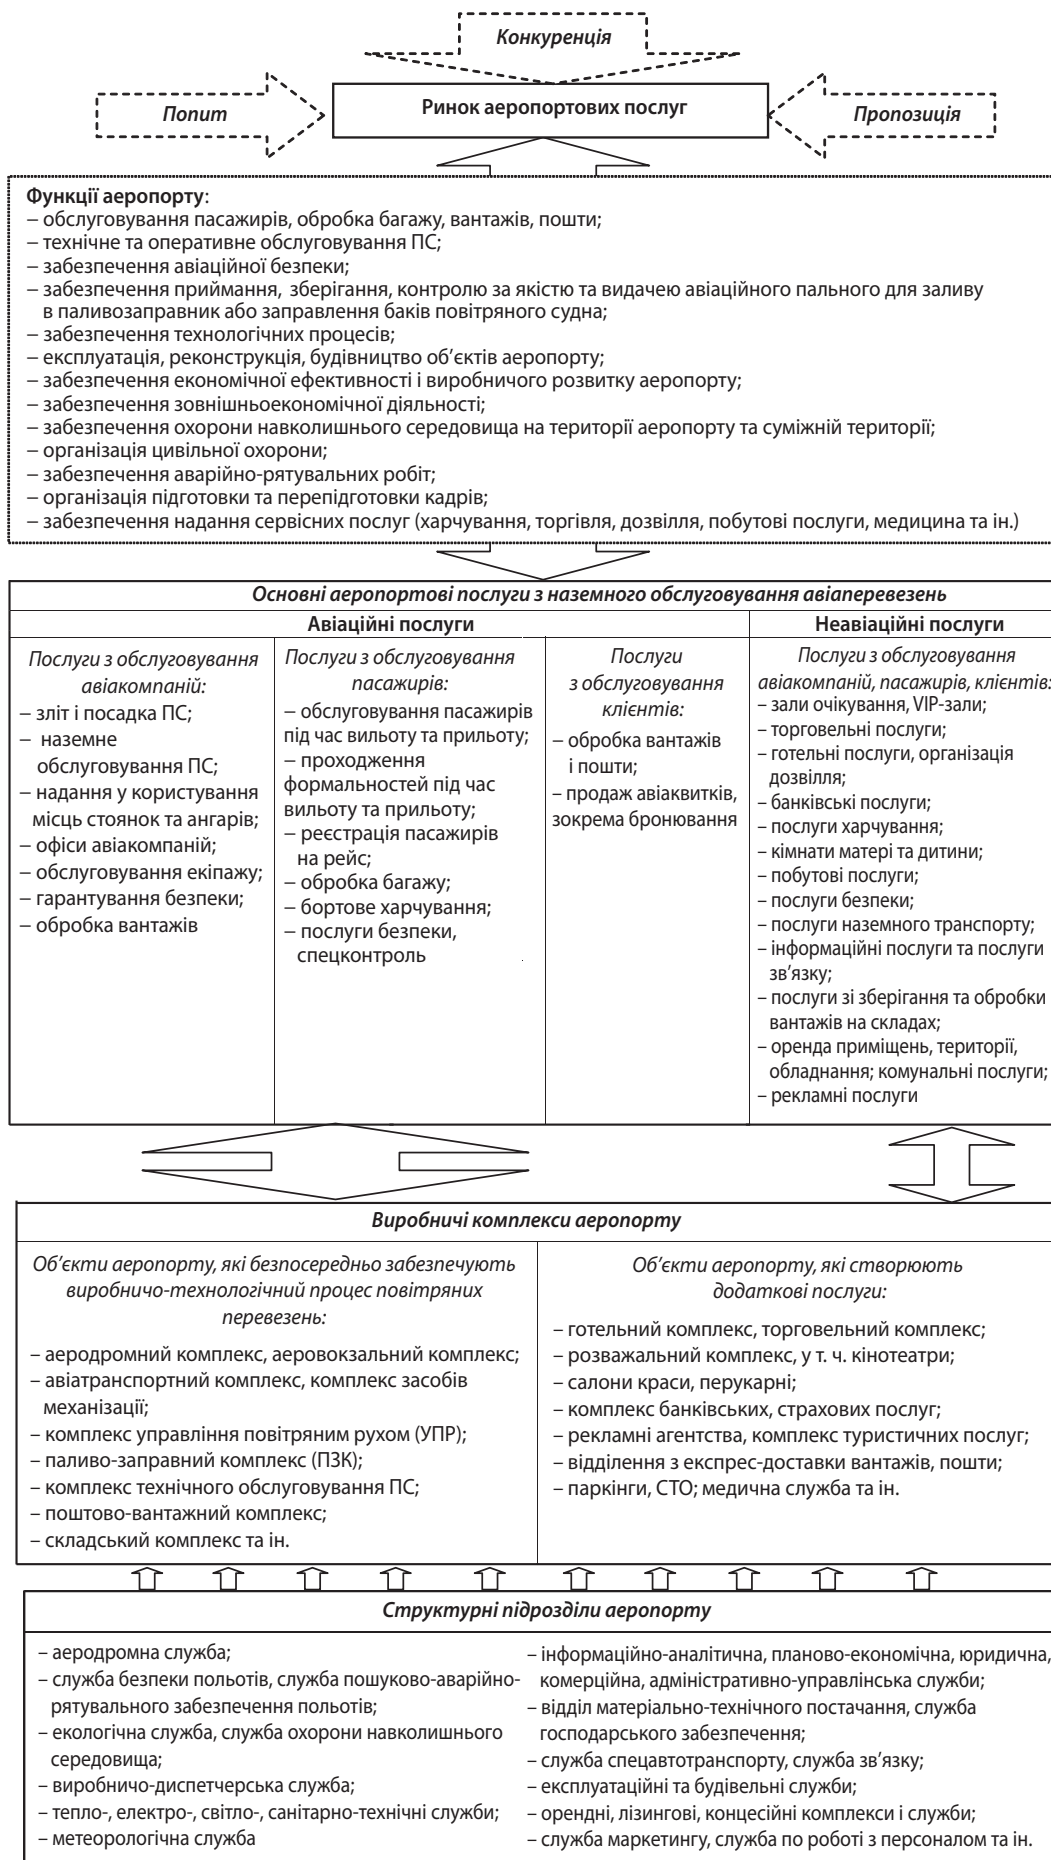 Конкуренція
Попит
Ринок аеропортових послуг
Пропозиція
Функції аеропорту:
– обслуговування пасажирів, обробка багажу, вантажів, пошти;
– технічне та оперативне обслуговування ПС;
– забезпечення авіаційної безпеки;
– забезпечення приймання, зберігання, контролю за якістю та видачею авіаційного пального для заливу
в паливозаправник або заправлення баків повітряного судна;
– забезпечення технологічних процесів;
– експлуатація, реконструкція, будівництво об’єктів аеропорту;
– забезпечення економічної ефективності і виробничого розвитку аеропорту;
– забезпечення зовнішньоекономічної діяльності;
– забезпечення охорони навколишнього середовища на території аеропорту та суміжній території;
– організація цивільної охорони;
– забезпечення аварійно-рятувальних робіт;
– організація підготовки та перепідготовки кадрів;
– забезпечення надання сервісних послуг (харчування, торгівля, дозвілля, побутові послуги, медицина та ін.)
Основні аеропортові послуги з наземного обслуговування авіаперевезень
Авіаційні послуги
Неавіаційні послуги
Послуги з обслуговування
авіакомпаній:
– зліт і посадка ПС;
– наземне
обслуговування ПС;
– надання у користування
місць стоянок та ангарів;
– офіси авіакомпаній;
– обслуговування екіпажу;
– гарантування безпеки;
– обробка вантажів
Послуги з обслуговування
пасажирів:
– обслуговування пасажирів
під час вильоту та прильоту;
– проходження
формальностей під час
вильоту та прильоту;
– реєстрація пасажирів
на рейс;
– обробка багажу;
– бортове харчування;
– послуги безпеки,
спецконтроль
Послуги
з обслуговування
клієнтів:
– обробка вантажів
і пошти;
– продаж авіаквитків,
зокрема бронювання
Послуги з обслуговування
авіакомпаній, пасажирів, клієнтів:
– зали очікування, VIP-зали;
– торговельні послуги;
– готельні послуги, організація
дозвілля;
– банківські послуги;
– послуги харчування;
– кімнати матері та дитини;
– побутові послуги;
– послуги безпеки;
– послуги наземного транспорту;
– інформаційні послуги та послуги
зв’язку;
– послуги зі зберігання та обробки
вантажів на складах;
– оренда приміщень, території,
обладнання; комунальні послуги;
– рекламні послуги
Виробничі комплекси аеропорту
Об’єкти аеропорту, які безпосередньо забезпечують
виробничо-технологічний процес повітряних
перевезень:
– аеродромний комплекс, аеровокзальний комплекс;
– авіатранспортний комплекс, комплекс засобів
механізації;
– комплекс управління повітряним рухом (УПР);
– паливо-заправний комплекс (ПЗК);
– комплекс технічного обслуговування ПС;
– поштово-вантажний комплекс;
– складський комплекс та ін.
Об’єкти аеропорту, які створюють
додаткові послуги:
– готельний комплекс, торговельний комплекс;
– розважальний комплекс, у т. ч. кінотеатри;
– салони краси, перукарні;
– комплекс банківських, страхових послуг;
– рекламні агентства, комплекс туристичних послуг;
– відділення з експрес-доставки вантажів, пошти;
– паркінги, СТО; медична служба та ін.
Структурні підрозділи аеропорту
– аеродромна служба;
– служба безпеки польотів, служба пошуково-аварійно-
рятувального забезпечення польотів;
– екологічна служба, служба охорони навколишнього
середовища;
– виробничо-диспетчерська служба;
– тепло-, електро-, світло-, санітарно-технічні служби;
– метеорологічна служба
– інформаційно-аналітична, планово-економічна, юридична,
комерційна, адміністративно-управлінська служби;
– відділ матеріально-технічного постачання, служба
господарського забезпечення;
– служба спецавтотранспорту, служба зв’язку;
– експлуатаційні та будівельні служби;
– орендні, лізингові, концесійні комплекси і служби;
– служба маркетингу, служба по роботі з персоналом та ін.